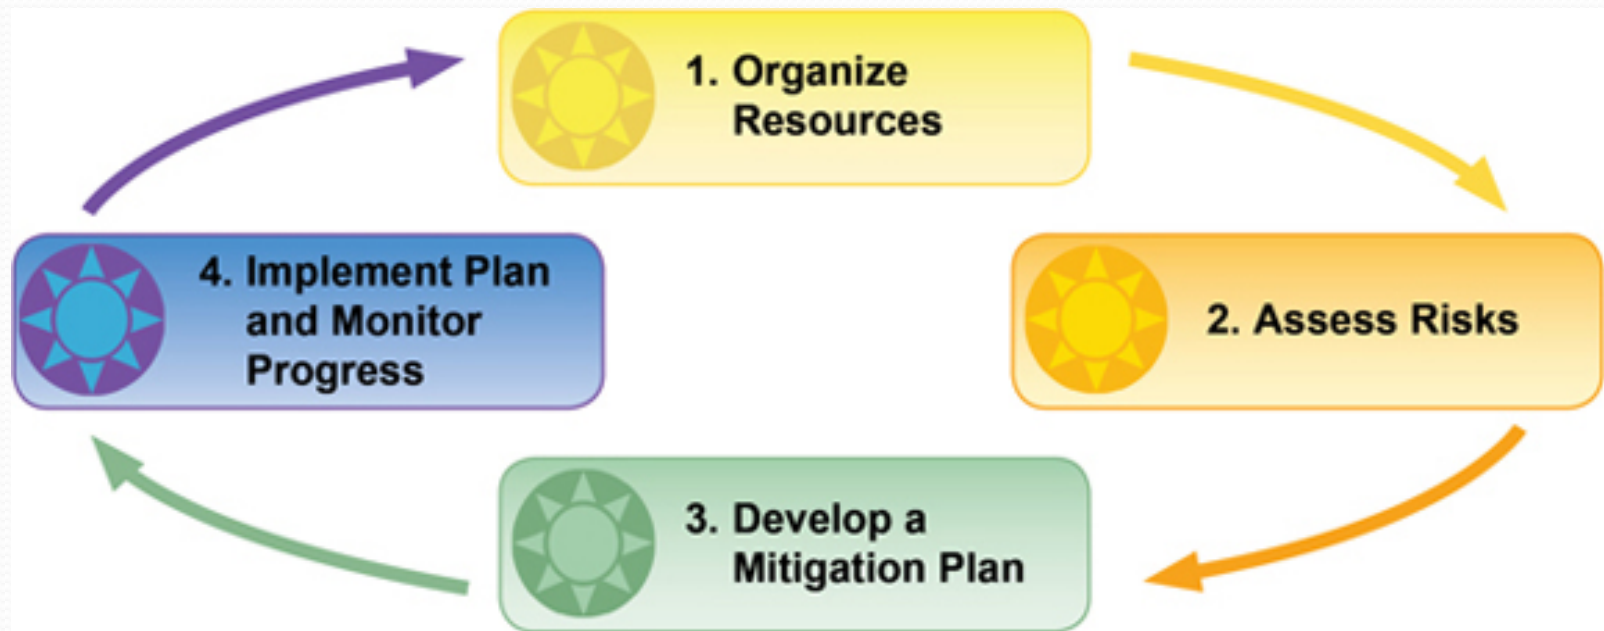 1. Organize
Resources
2. Assess Risks
3. Develop a
Mitigation Plan
4. Implement Plan
and Monitor
Progress